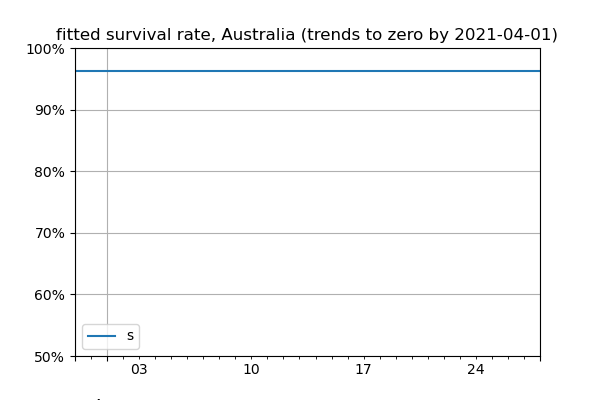 fitted survival rate, Australia (trends to zero by 2021-04-01)
100%
90%
80%
70%
60%
50%
s
03 10 17 24